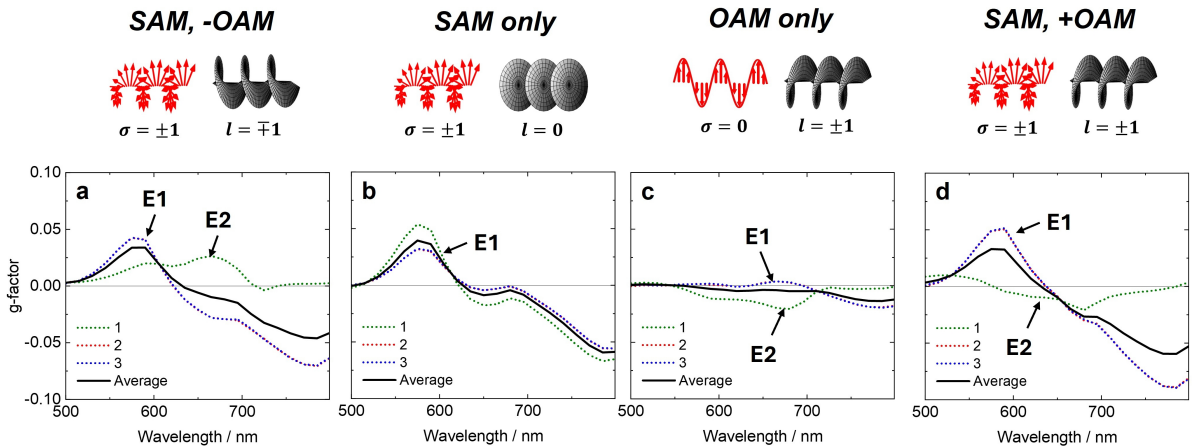 SAM, -OAM
SAM only
OAM only
SAM, +OAM
σ = ±1
l = ∓1
σ = ±1
l = 0
σ = 0
l = ±1
σ = ±1
l = ±1
g-factor
0.10
0.05
0.00
-0.05
-0.10
a
E1
E2
1
2
3
Average
500
600
700
Wavelength / nm
b
E1
1
2
3
Average
500
600
700
Wavelength / nm
c
E1
E2
1
2
3
Average
500
600
700
Wavelength / nm
d
E1
E2
1
2
3
Average
500
600
700
Wavelength / nm